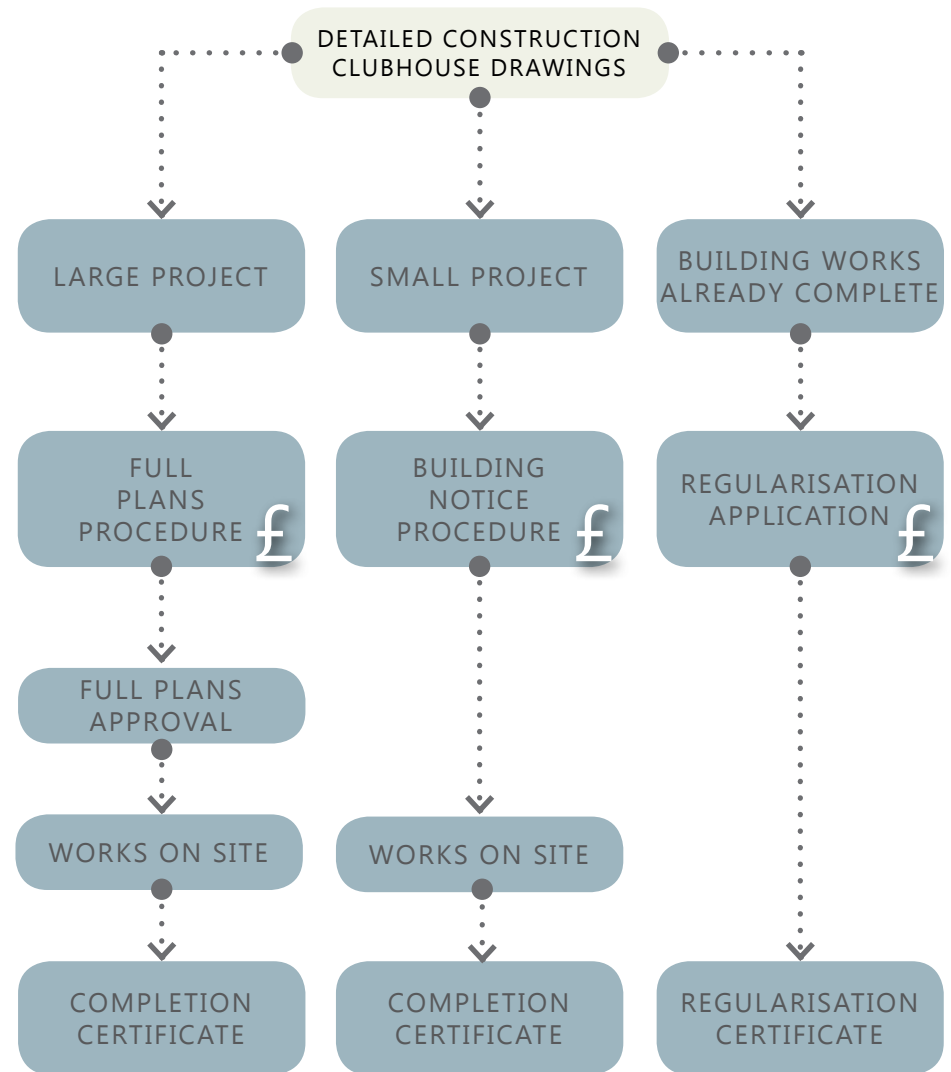 DETAILED CONSTRUCTION
CLUBHOUSE DRAWINGS
LARGE PROJECT
SMALL PROJECT
BUILDING WORKS
ALREADY COMPLETE
FULL
PLANS
PROCEDURE
£
BUILDING
NOTICE
PROCEDURE
£
REGULARISATION
APPLICATION
£
FULL PLANS
APPROVAL
WORKS ON SITE
WORKS ON SITE
COMPLETION
CERTIFICATE
COMPLETION
CERTIFICATE
REGULARISATION
CERTIFICATE